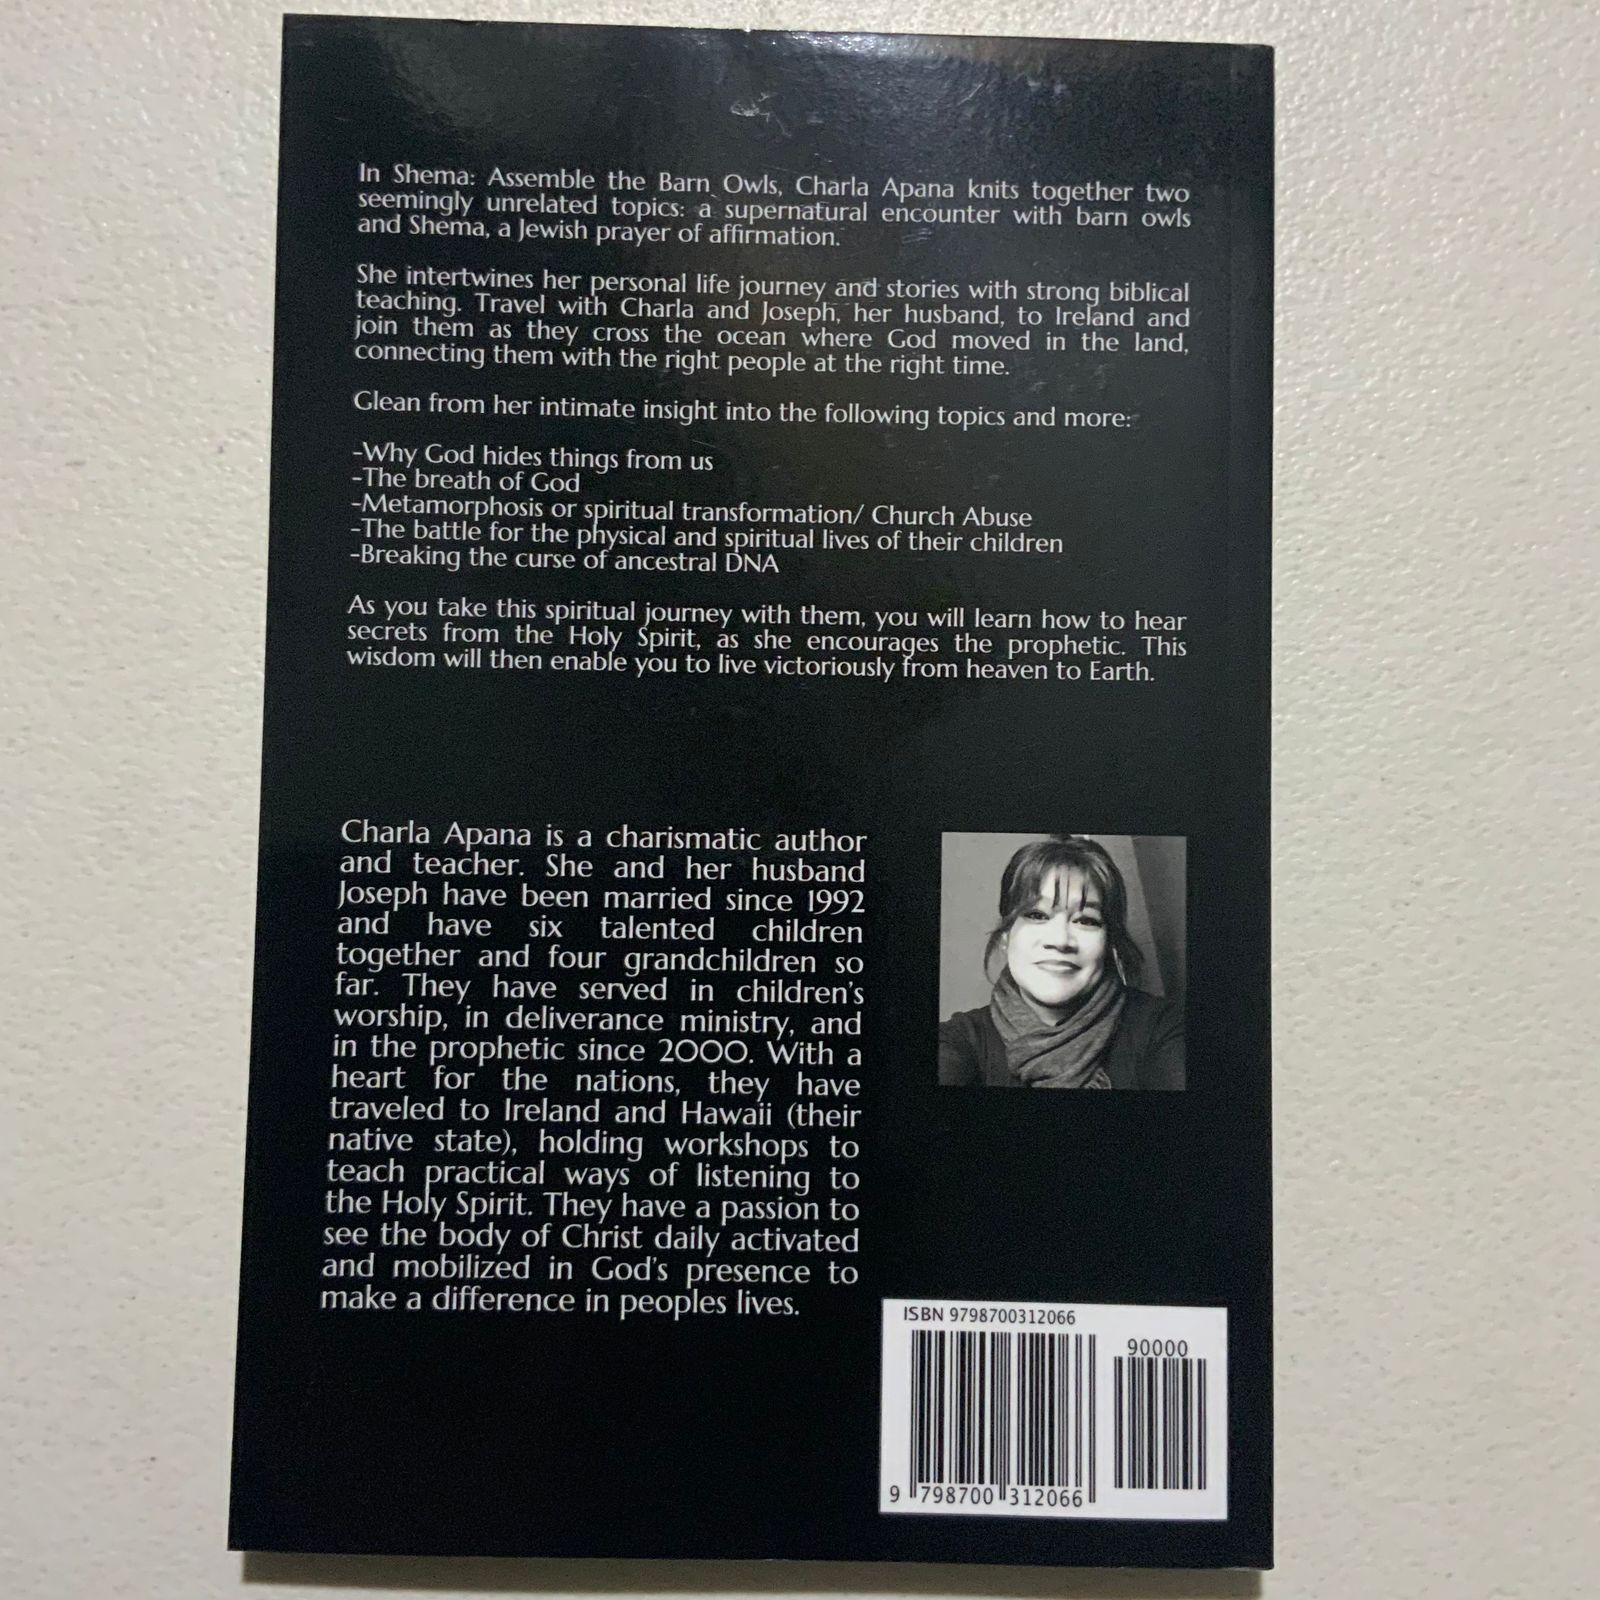 In Shema: Assemble the Barn Owls, Charla Apana knits together two
seemingly unrelated topics: a supernatural encounter with barn owls
and Shema, a Jewish prayer of affirmation.
She intertwines her personal life journey and stories with strong biblical
teaching. Travel with Charla and Joseph, her husband, to Ireland and
join them as they cross the ocean where God moved in the land,
connecting them with the right people at the right time.
Glean from her intimate insight into the following topics and more:
-Why God hides things from us
-The breath of God
-Metamorphosis or spiritual transformation/ Church Abuse
-The battle for the physical and spiritual lives of their children
-Breaking the curse of ancestral DNA
As you take this spiritual journey with them, you will learn how to hear
secrets from the Holy Spirit, as she encourages the prophetic. This
wisdom will then enable you to live victoriously from heaven to Earth.
Charla Apana is a charismatic author
and teacher. She and her husband
Joseph have been married since 1992
and have six talented children
together and four grandchildren so
far. They have served in children's
worship, in deliverance ministry, and
in the prophetic since 2000. With a
heart for the nations, they have
traveled to Ireland and Hawaii (their
native state), holding workshops to
teach practical ways of listening to
the Holy Spirit. They have a passion to
see the body of Christ daily activated
and mobilized in God's presence to
make a difference in peoples lives.
ISBN 9798700312066
90000
9 798700 312066